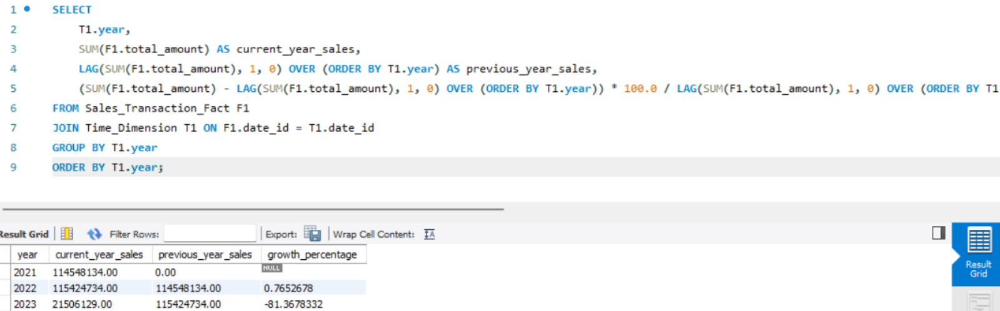 1 SELECT
2 T1.year,
3 SUM(F1.total_amount) AS current_year_sales,
4 LAG(SUM(F1.total_amount), 1, 0) OVER (ORDER BY T1.year) AS previous_year_sales,
5 (SUM(F1.total_amount) - LAG(SUM(F1.total_amount), 1, 0) OVER (ORDER BY T1.year)) * 100.0 / LAG(SUM(F1.total_amount), 1, 0) OVER (ORDER BY T1
6 FROM Sales_Transaction_Fact F1
7 JOIN Time_Dimension T1 ON F1.date_id = T1.date_id
8 GROUP BY T1.year
9 ORDER BY T1.year;
Result Grid Filter Rows: Export: Wrap Cell Content: IA
year current_year_sales previous_year_sales growth_percentage
2021 114548134.00 0.00 NULL
2022 115424734.00 114548134.00 0.7652678
2023 21506129.00 115424734.00 -81.3678332
Result
Grid